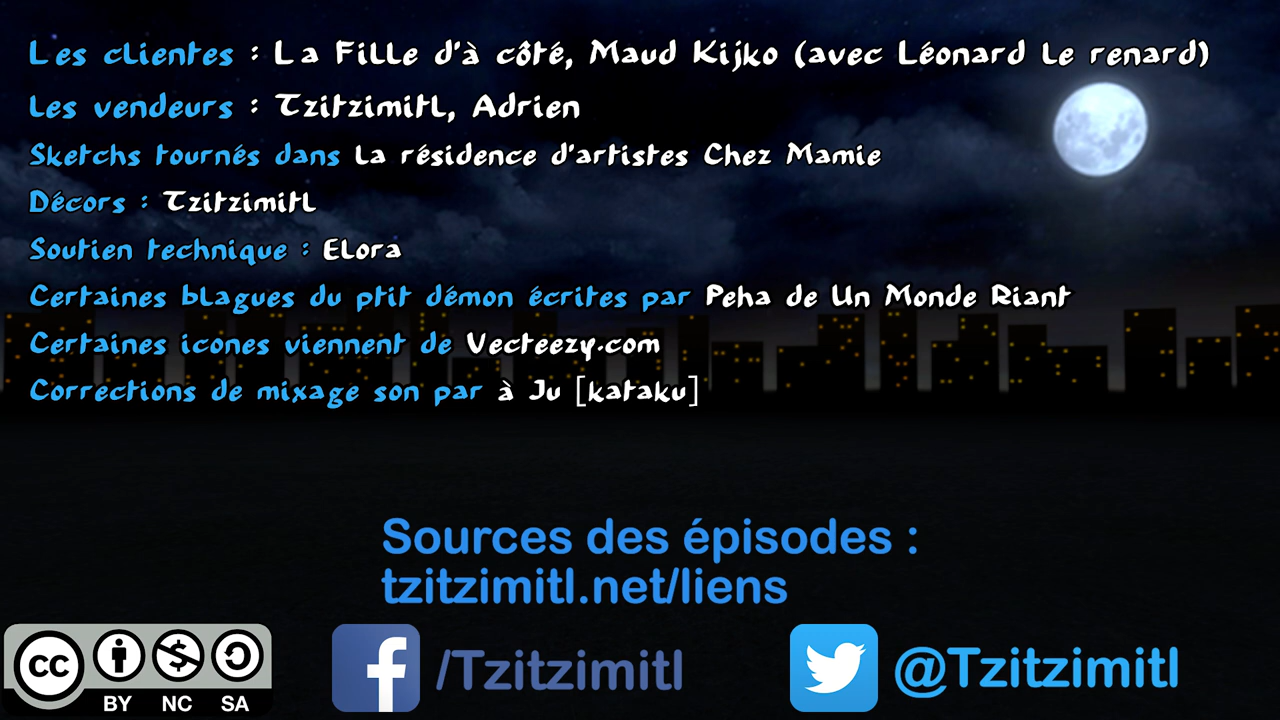 Les clientes : La Fille d'à côté, Maud Kijko (avec Léonard le renard)
Les vendeurs : Tzitzimitl, Adrien
Sketchs tournés dans La résidence d'artistes Chez Mamie
Décors : Tzitzimitl
Soutien technique : Elora
Certaines blagues du ptit démon écrites par Peha de Un Monde Riant
Certaines icones viennent de Vecteezy.com
Corrections de mixage son par à Ju [kataku]
Sources des épisodes :
tzitzimitl.net/liens
cc BY NC SA
f /Tzitzimitl
@Tzitzimitl